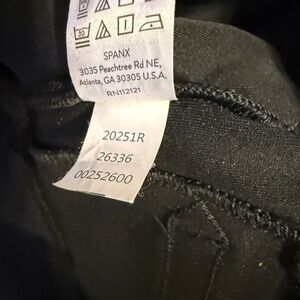 SPANX
3035 Peachtree Rd NE,
Atlanta, GA 30305 U.S.A.
RN112121
20251R
26336
00252600